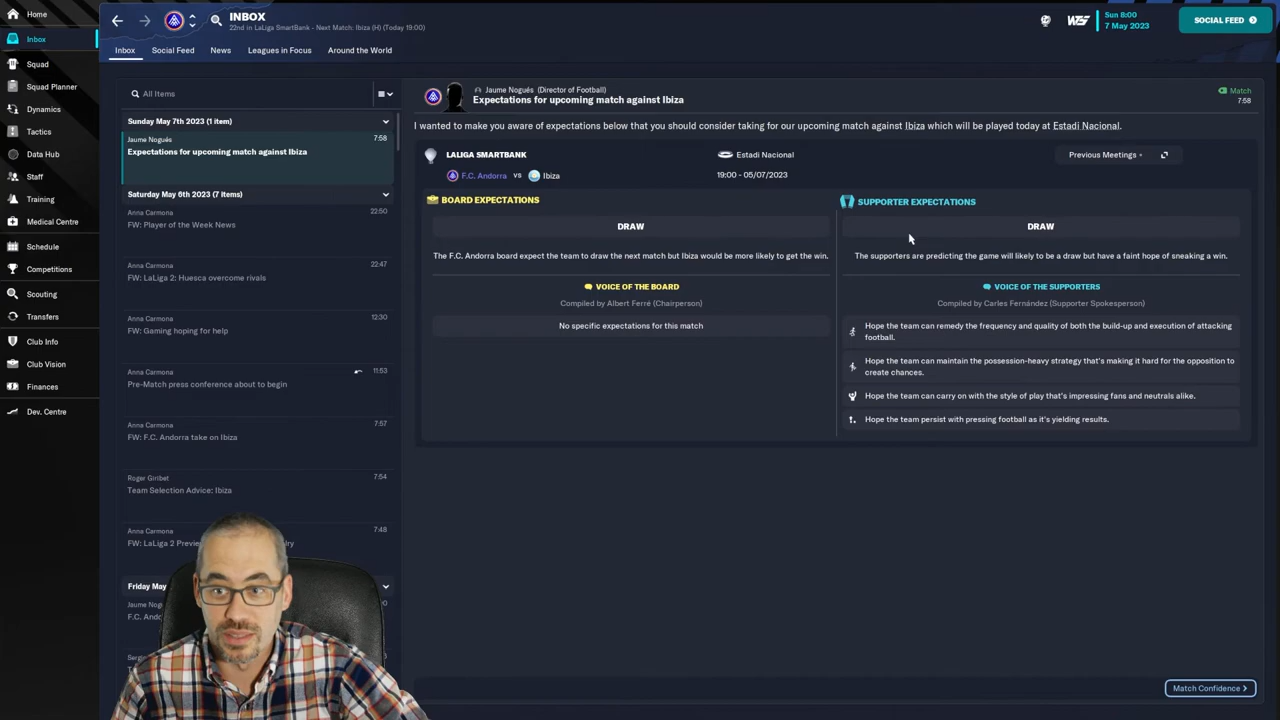 Home
Inbox
Squad
Squad Planner
Dynamics
Tactics
Data Hub
Staff
Training
Medical Centre
Schedule
Competitions
Scouting
Transfers
Club Info
Club Vision
Finances
Dev. Centre
INBOX
22nd in LaLiga SmartBank - Next Match: Ibiza (H) (Today 19:00)
Sun 8:00
7 May 2023
SOCIAL FEED
Inbox Social Feed News Leagues in Focus Around the World
All Items
Sunday May 7th 2023 (1 item)
Jaume Nogués 7:58
Expectations for upcoming match against Ibiza
Saturday May 6th 2023 (7 items)
Anna Carmona 22:50
FW: Player of the Week News
Anna Carmona 22:47
FW: LaLiga 2: Huesca overcome rivals
Anna Carmona 12:30
FW: Gaming hoping for help
Anna Carmona 11:53
Pre-Match press conference about to begin
Anna Carmona 7:57
FW: F.C. Andorra take on Ibiza
Roger Giribet 7:54
Team Selection Advice: Ibiza
Anna Carmona 7:48
FW: LaLiga 2
Friday May
Jaume
F.C.
Jaume Nogués (Director of Football)
Expectations for upcoming match against Ibiza
Match
7:58
I wanted to make you aware of expectations below that you should consider taking for our upcoming match against Ibiza which will be played today at Estadi Nacional.
LALIGA SMARTBANK
F.C. Andorra vs Ibiza
Estadi Nacional
19:00 - 05/07/2023
Previous Meetings
BOARD EXPECTATIONS
DRAW
The F.C. Andorra board expect the team to draw the next match but Ibiza would be more likely to get the win.
VOICE OF THE BOARD
Compiled by Albert Ferré (Chairperson)
No specific expectations for this match
SUPPORTER EXPECTATIONS
DRAW
The supporters are predicting the game will likely to be a draw but have a faint hope of sneaking a win.
VOICE OF THE SUPPORTERS
Compiled by Carles Fernández (Supporter Spokesperson)
Hope the team can remedy the frequency and quality of both the build-up and execution of attacking
football.
Hope the team can maintain the possession-heavy strategy that's making it hard for the opposition to
create chances.
Hope the team can carry on with the style of play that's impressing fans and neutrals alike.
Hope the team persist with pressing football as it's yielding results.
Match Confidence